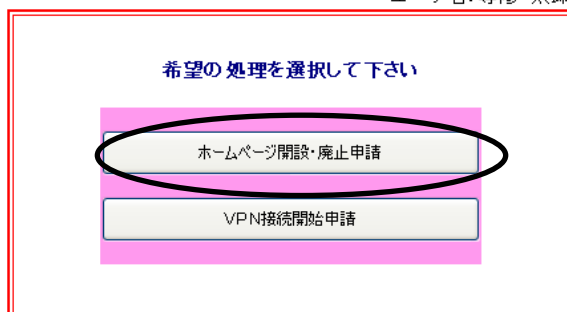 希望の処理を選択して下さい
ホームページ開設・廃止申請
VPN接続開始申請